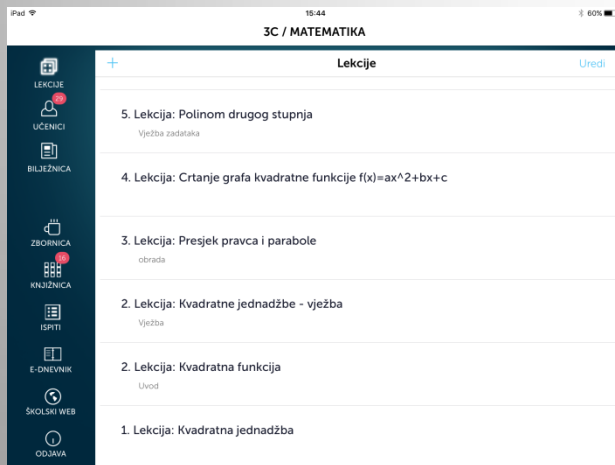 iPad 15:44 60%
3C / MATEMATIKA
+ Lekcije Uredi
LEKCIJE
29
UČENICI
BILJEŽNICA
ZBORNICA
16
KNJIŽNICA
ISPITI
E-DNEVNIK
ŠKOLSKI WEB
ODJAVA
5. Lekcija: Polinom drugog stupnja
Vježba zadataka
4. Lekcija: Crtanje grafa kvadratne funkcije f(x)=ax^2+bx+c
3. Lekcija: Presjek pravca i parabole
obrada
2. Lekcija: Kvadratne jednadžbe - vježba
Vježba
2. Lekcija: Kvadratna funkcija
Uvod
1. Lekcija: Kvadratna jednadžba